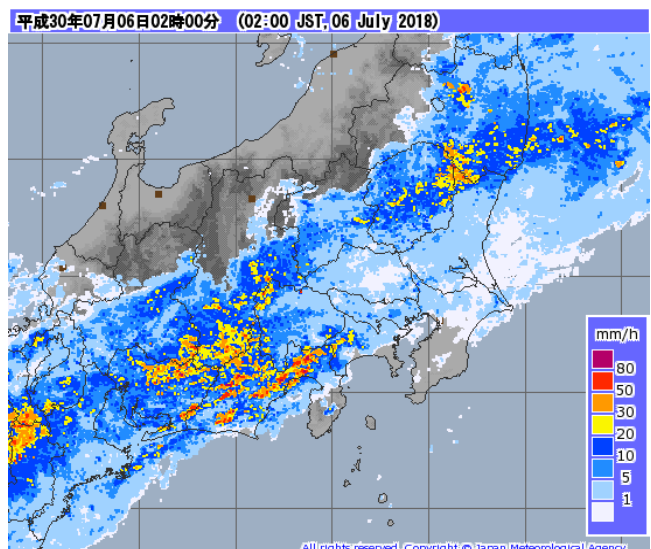 平成30年07月06日02時00分 (02:00 JST, 06 July 2018)
mm/h
80
50
30
20
10
5
1
All rights reserved. Copyright © Japan Meteorological Agency